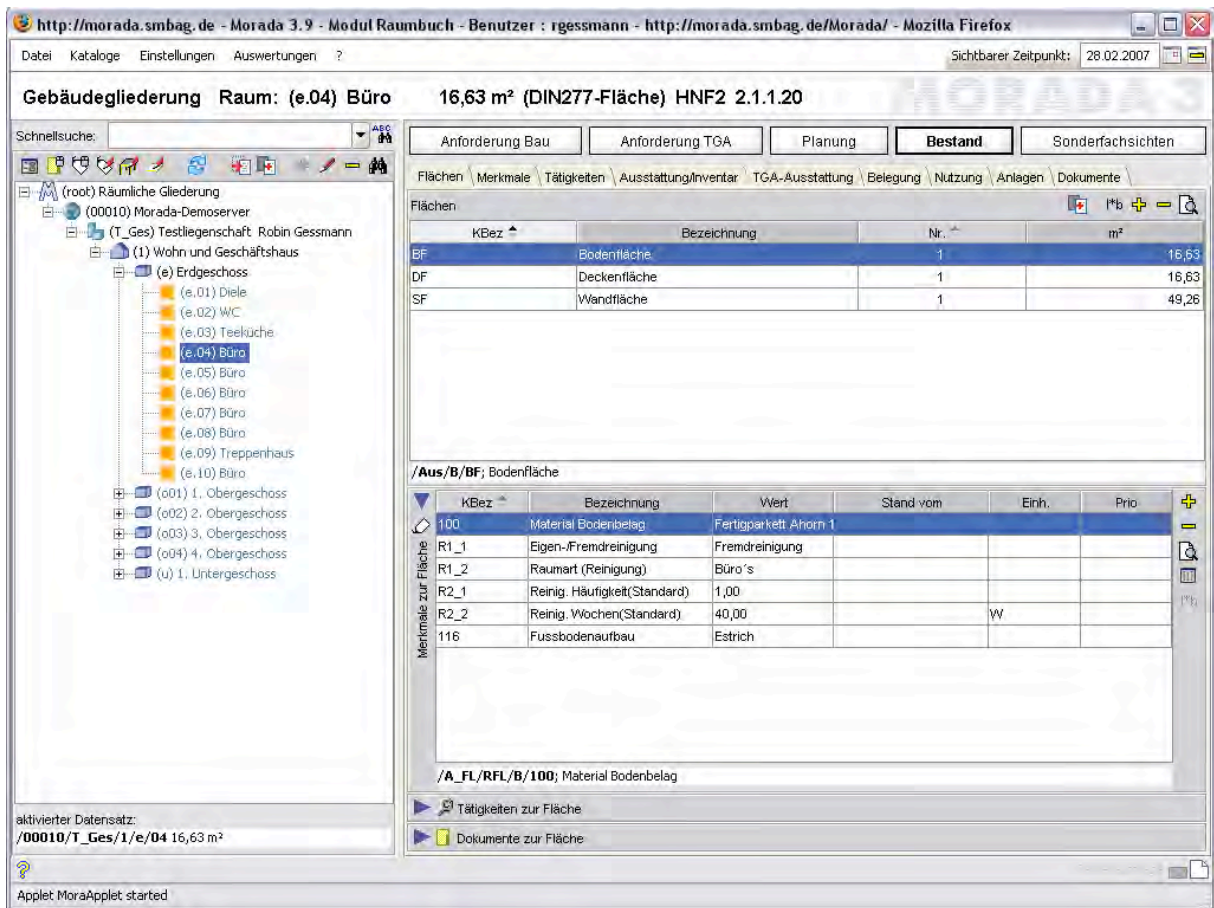 http://morada.smbag.de - Morada 3.9 - Modul Raumbuch - Benutzer : rgessmann - http://morada.smbag.de/Morada/ - Mozilla Firefox
Datei Kataloge Einstellungen Auswertungen ? Sichtbarer Zeitpunkt: 28.02.2007
Gebäudegliederung Raum: (e.04) Büro 16,63 m² (DIN277-Fläche) HNF2 2.1.1.20
MORADA 3
Schnellsuche:
ABC
(root) Räumliche Gliederung
(00010) Morada-Demoserver
(T_Ges) Testliegenschaft Robin Gessmann
(1) Wohn und Geschäftshaus
(e) Erdgeschoss
(e.01) Diele
(e.02) WC
(e.03) Teeküche
(e.04) Büro
(e.05) Büro
(e.06) Büro
(e.07) Büro
(e.08) Büro
(e.09) Treppenhaus
(e.10) Büro
(o01) 1. Obergeschoss
(o02) 2. Obergeschoss
(o03) 3. Obergeschoss
(o04) 4. Obergeschoss
(u) 1. Untergeschoss
aktivierter Datensatz:
/00010/T_Ges/1/e/04 16,63 m²
Anforderung Bau Anforderung TGA Planung Bestand Sonderfachsichten
Flächen Merkmale Tätigkeiten Ausstattung/Inventar TGA-Ausstattung Belegung Nutzung Anlagen Dokumente
Flächen l*b
KBez Bezeichnung Nr. m²
BF Bodenfläche 1 16,63
DF Deckenfläche 1 16,63
SF Wandfläche 1 49,26
/Aus/B/BF; Bodenfläche
Merkmale zur Fläche
KBez Bezeichnung Wert Stand vom Einh. Prio
100 Material Bodenbelag Fertigparkett Ahorn 1
R1_1 Eigen-/Fremdreinigung Fremdreinigung
R1_2 Raumart (Reinigung) Büro´s
R2_1 Reinig. Häufigkeit(Standard) 1,00
R2_2 Reinig. Wochen(Standard) 40,00 W
116 Fussbodenaufbau Estrich
l*b
/A_FL/RFL/B/100; Material Bodenbelag
Tätigkeiten zur Fläche
Dokumente zur Fläche
Applet MoraApplet started